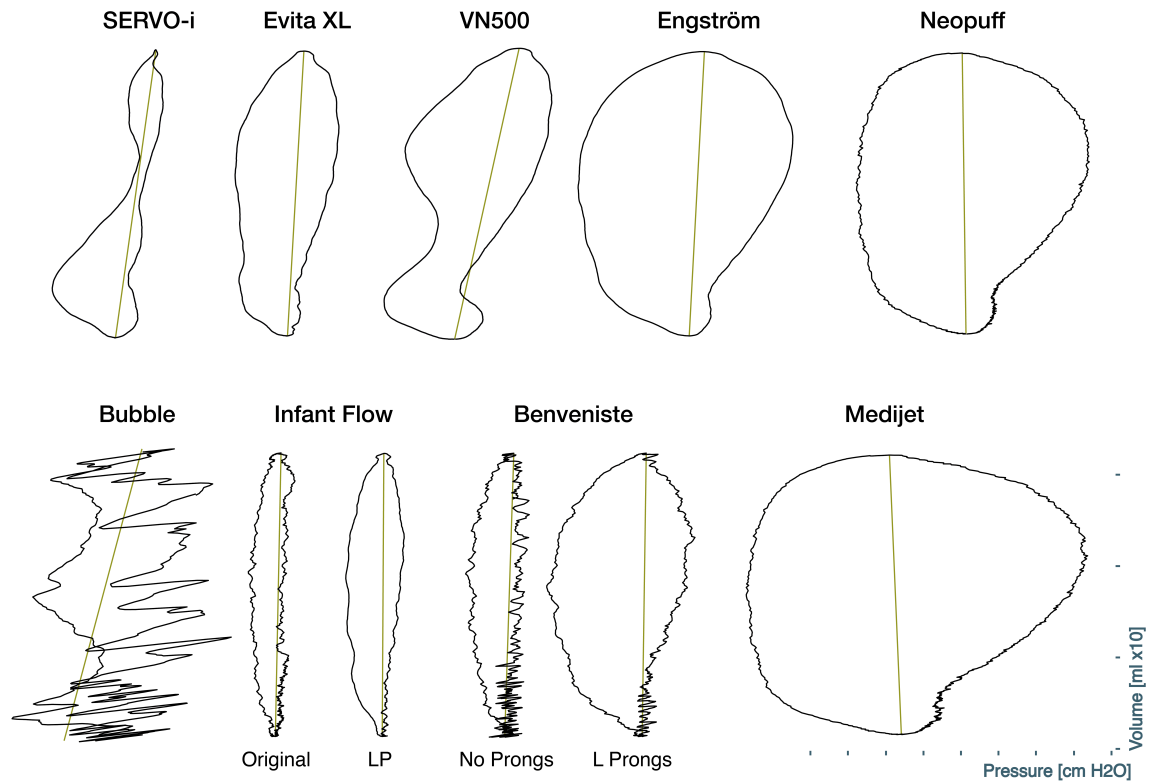 SERVO-i Evita XL VN500 Engström Neopuff
Bubble Infant Flow Benveniste Medijet
Original LP No Prongs L Prongs
Volume [ml x10]
Pressure [cm H2O]